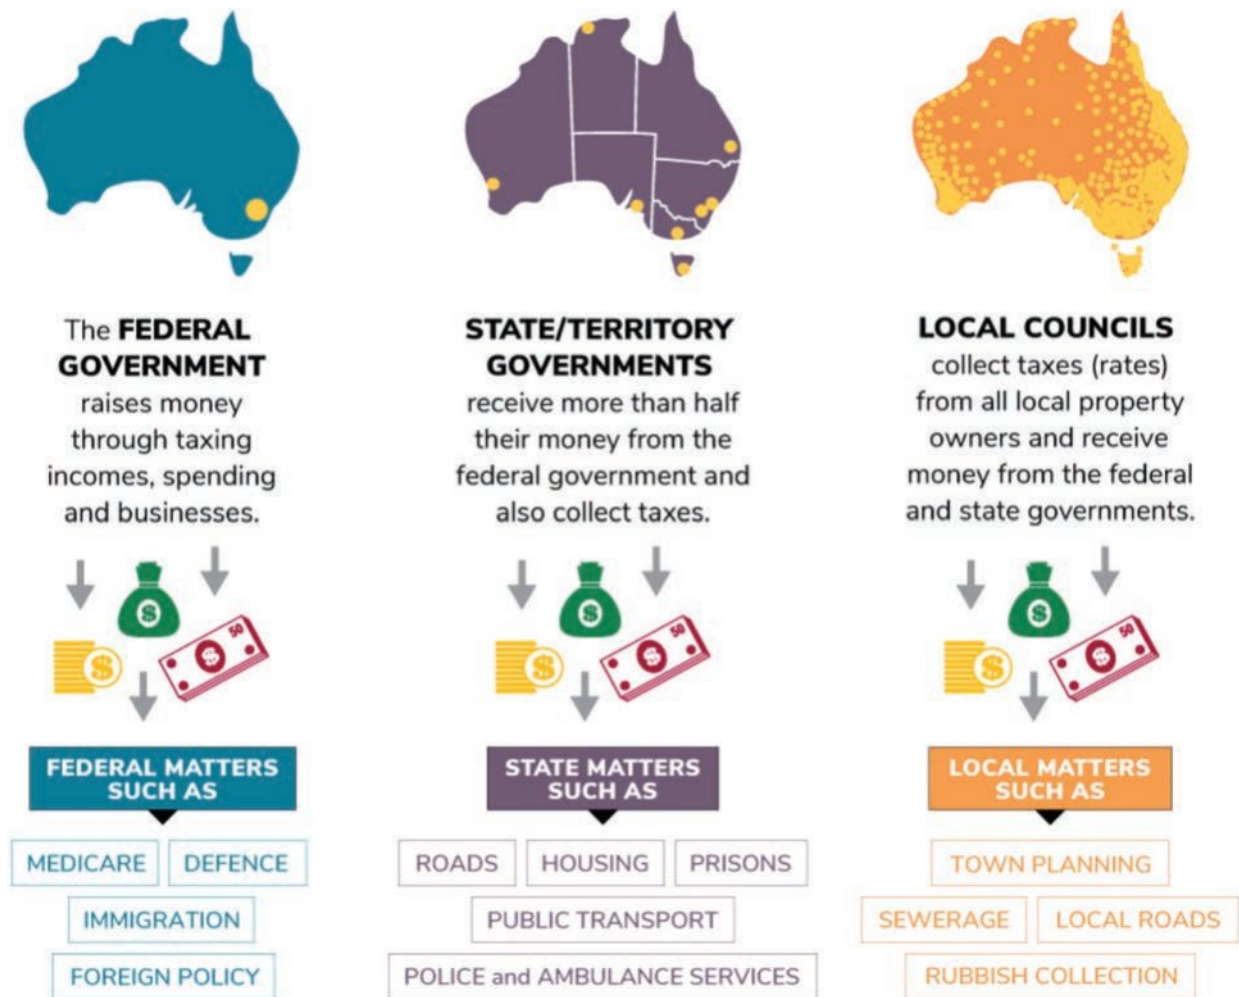 The FEDERAL
GOVERNMENT
raises money
through taxing
incomes, spending
and businesses.
$
$
$
50
FEDERAL MATTERS
SUCH AS
MEDICARE
DEFENCE
IMMIGRATION
FOREIGN POLICY
STATE/TERRITORY
GOVERNMENTS
receive more than half
their money from the
federal government and
also collect taxes.
$
$
$
50
STATE MATTERS
SUCH AS
ROADS
HOUSING
PRISONS
PUBLIC TRANSPORT
POLICE and AMBULANCE SERVICES
LOCAL COUNCILS
collect taxes (rates)
from all local property
owners and receive
money from the federal
and state governments.
$
$
$
50
LOCAL MATTERS
SUCH AS
TOWN PLANNING
SEWERAGE
LOCAL ROADS
RUBBISH COLLECTION